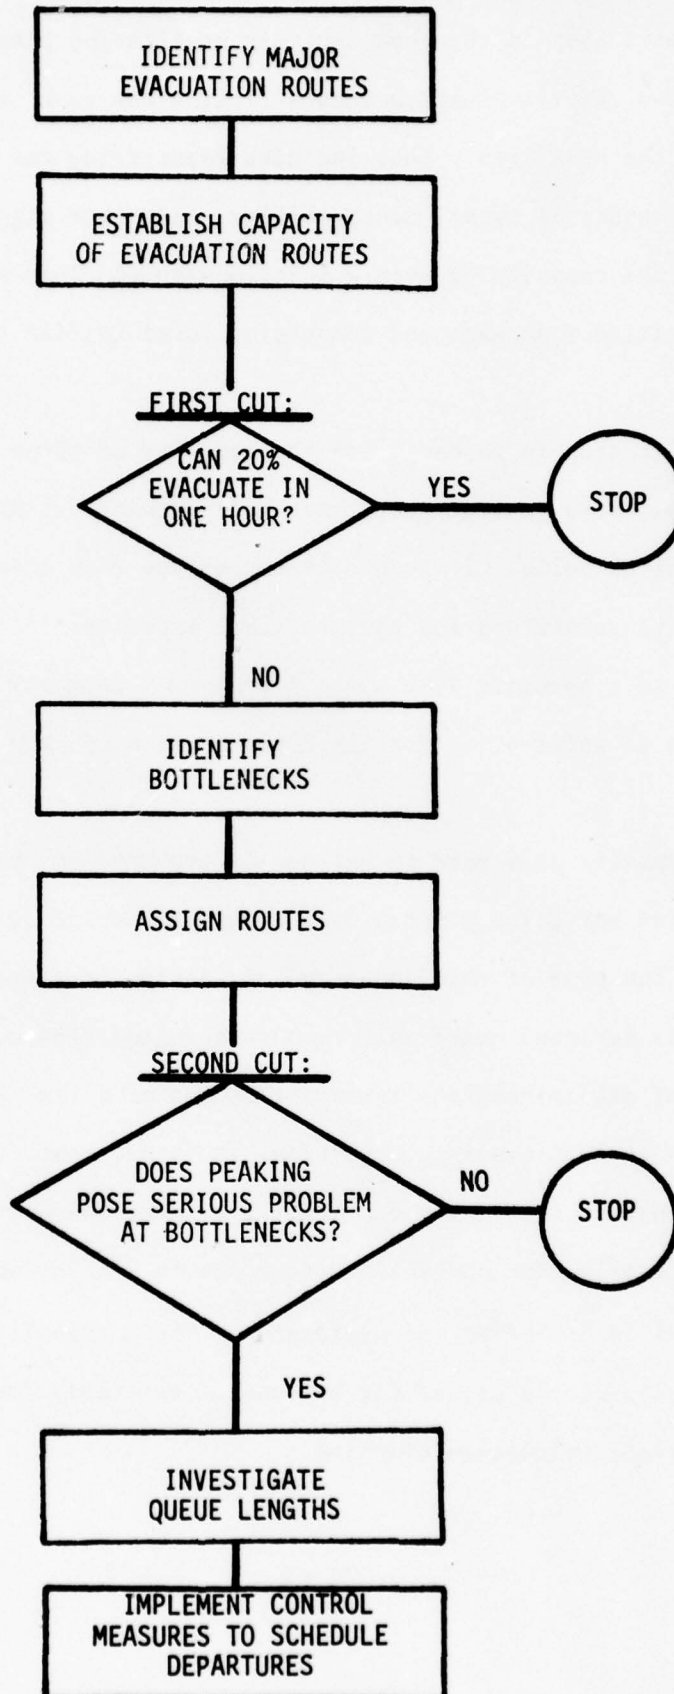 IDENTIFY MAJOR
EVACUATION ROUTES
ESTABLISH CAPACITY
OF EVACUATION ROUTES
FIRST CUT:
CAN 20%
EVACUATE IN
ONE HOUR?
YES
STOP
NO
IDENTIFY
BOTTLENECKS
ASSIGN ROUTES
SECOND CUT:
DOES PEAKING
POSE SERIOUS PROBLEM
AT BOTTLENECKS?
NO
STOP
YES
INVESTIGATE
QUEUE LENGTHS
IMPLEMENT CONTROL
MEASURES TO SCHEDULE
DEPARTURES